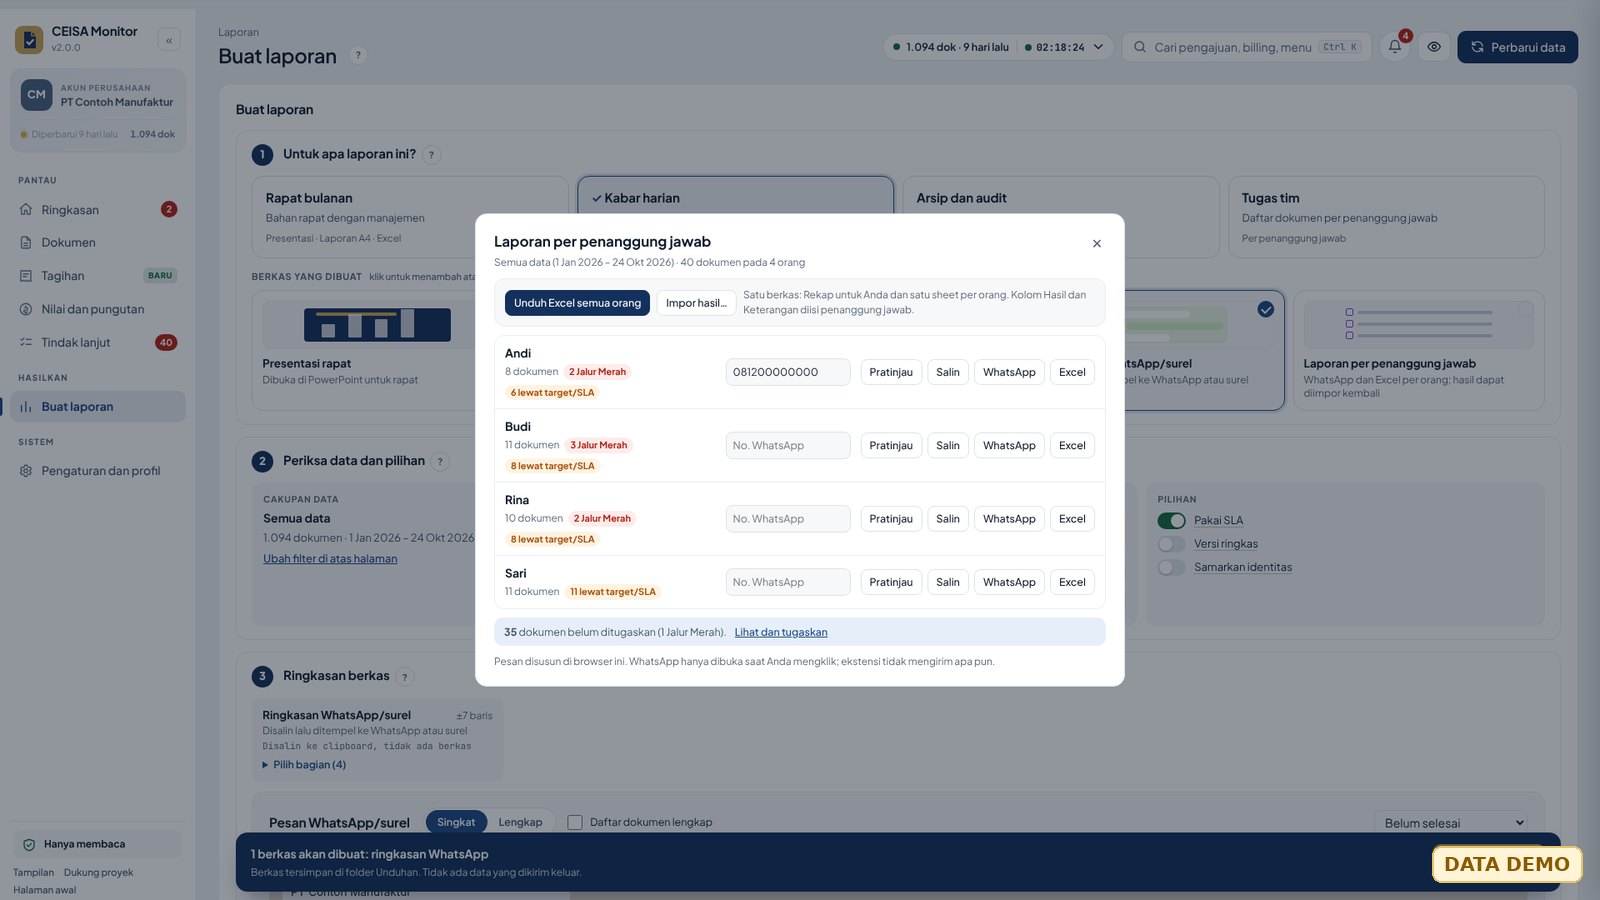 CEISA Monitor
v2.0.0
«
CM
AKUN PERUSAHAAN
PT Contoh Manufaktur
Diperbarui 9 hari lalu
1.094 dok
PANTAU
Ringkasan
2
Dokumen
Tagihan
BARU
Nilai dan pungutan
Tindak lanjut
40
HASILKAN
Buat laporan
SISTEM
Pengaturan dan profil
Hanya membaca
Tampilan Dukung proyek
Halaman awal
Laporan
Buat laporan
?
1.094 dok · 9 hari lalu
02:18:24
Cari pengajuan, billing, menu
Ctrl K
4
Perbarui data
Buat laporan
1 Untuk apa laporan ini? ?
Rapat bulanan
Bahan rapat dengan manajemen
Presentasi · Laporan A4 · Excel
✓ Kabar harian
Arsip dan audit
Tugas tim
Daftar dokumen per penanggung jawab
Per penanggung jawab
BERKAS YANG DIBUAT klik untuk menambah ata
Presentasi rapat
Dibuka di PowerPoint untuk rapat
tsApp/surel
pel ke WhatsApp atau surel
Laporan per penanggung jawab
WhatsApp dan Excel per orang; hasil dapat
diimpor kembali
2 Periksa data dan pilihan ?
CAKUPAN DATA
Semua data
1.094 dokumen · 1 Jan 2026 – 24 Okt 2026
Ubah filter di atas halaman
PILIHAN
Pakai SLA
Versi ringkas
Samarkan identitas
3 Ringkasan berkas ?
Ringkasan WhatsApp/surel
±7 baris
Disalin lalu ditempel ke WhatsApp atau surel
Disalin ke clipboard, tidak ada berkas
Pilih bagian (4)
Pesan WhatsApp/surel
Singkat
Lengkap
Daftar dokumen lengkap
Belum selesai
1 berkas akan dibuat: ringkasan WhatsApp
Berkas tersimpan di folder Unduhan. Tidak ada data yang dikirim keluar.
PT Contoh Manufaktur
DATA DEMO
Laporan per penanggung jawab
×
Semua data (1 Jan 2026 – 24 Okt 2026) · 40 dokumen pada 4 orang
Unduh Excel semua orang
Impor hasil...
Satu berkas: Rekap untuk Anda dan satu sheet per orang. Kolom Hasil dan
Keterangan diisi penanggung jawab.
Andi
8 dokumen
2 Jalur Merah
6 lewat target/SLA
081200000000
Pratinjau
Salin
WhatsApp
Excel
Budi
11 dokumen
3 Jalur Merah
8 lewat target/SLA
No. WhatsApp
Pratinjau
Salin
WhatsApp
Excel
Rina
10 dokumen
2 Jalur Merah
8 lewat target/SLA
No. WhatsApp
Pratinjau
Salin
WhatsApp
Excel
Sari
11 dokumen
11 lewat target/SLA
No. WhatsApp
Pratinjau
Salin
WhatsApp
Excel
35 dokumen belum ditugaskan (1 Jalur Merah). Lihat dan tugaskan
Pesan disusun di browser ini. WhatsApp hanya dibuka saat Anda mengklik; ekstensi tidak mengirim apa pun.